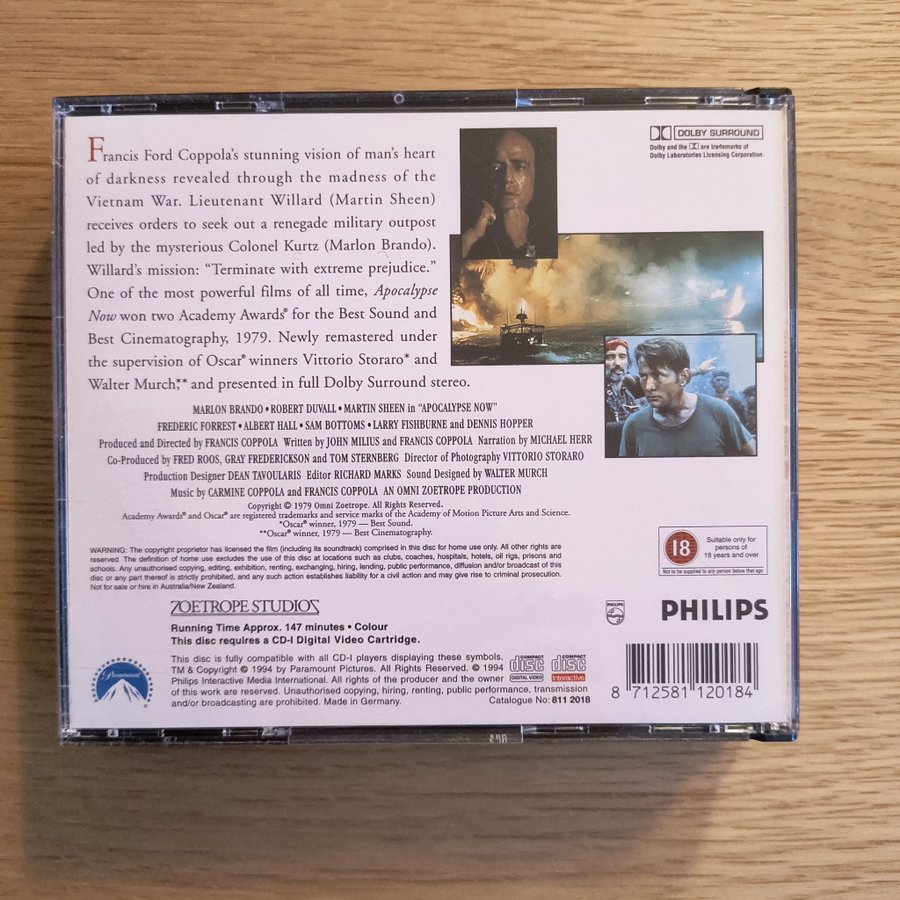 Francis Ford Coppola's stunning vision of man's heart
of darkness revealed through the madness of the
Vietnam War. Lieutenant Willard (Martin Sheen)
receives orders to seek out a renegade military outpost
led by the mysterious Colonel Kurtz (Marlon Brando).
Willard's mission: "Terminate with extreme prejudice."
One of the most powerful films of all time, Apocalypse
Now won two Academy Awards® for the Best Sound and
Best Cinematography, 1979. Newly remastered under
the supervision of Oscar® winners Vittorio Storaro* and
Walter Murch,** and presented in full Dolby Surround stereo.
DOLBY SURROUND
Dolby and the are trademarks of
Dolby Laboratories Licensing Corporation.
MARLON BRANDO • ROBERT DUVALL • MARTIN SHEEN in "APOCALYPSE NOW"
FREDERIC FORREST • ALBERT HALL • SAM BOTTOMS • LARRY FISHBURNE and DENNIS HOPPER
Produced and Directed by FRANCIS COPPOLA Written by JOHN MILIUS and FRANCIS COPPOLA Narration by MICHAEL HERR
Co-Produced by FRED ROOS, GRAY FREDERICKSON and TOM STERNBERG Director of Photography VITTORIO STORARO
Production Designer DEAN TAVOULARIS Editor RICHARD MARKS Sound Designed by WALTER MURCH
Music by CARMINE COPPOLA and FRANCIS COPPOLA AN OMNI ZOETROPE PRODUCTION
Copyright © 1979 Omni Zoetrope. All Rights Reserved.
Academy Awards® and Oscar® are registered trademarks and service marks of the Academy of Motion Picture Arts and Science.
*Oscar® winner, 1979 — Best Sound.
**Oscar® winner, 1979 — Best Cinematography.
WARNING: The copyright proprietor has licensed the film (including its soundtrack) comprised in this disc for home use only. All other rights are
reserved. The definition of home use excludes the use of this disc at locations such as clubs, coaches, hospitals, hotels, oil rigs, prisons and
schools. Any unauthorised copying, editing, exhibition, renting, exchanging, hiring, lending, public performance, diffusion and/or broadcast of this
disc or any part thereof is strictly prohibited, and any such action establishes liability for a civil action and may give rise to criminal prosecution.
Not for sale or hire in Australia/New Zealand.
18
Suitable only for
persons of
18 years and over
Not to be supplied to any person below that age
ZOETROPE STUDIOS
PHILIPS
PHILIPS
Running Time Approx. 147 minutes • Colour
This disc requires a CD-I Digital Video Cartridge.
Paramount
This disc is fully compatible with all CD-I players displaying these symbols.
TM & Copyright © 1994 by Paramount Pictures. All Rights Reserved. © 1994
Philips Interactive Media International. All rights of the producer and the owner
of this work are reserved. Unauthorised copying, hiring, renting, public performance, transmission
and/or broadcasting are prohibited. Made in Germany.
COMPACT disc DIGITAL VIDEO
COMPACT disc Interactive
Catalogue No: 811 2018
8 712581 120184